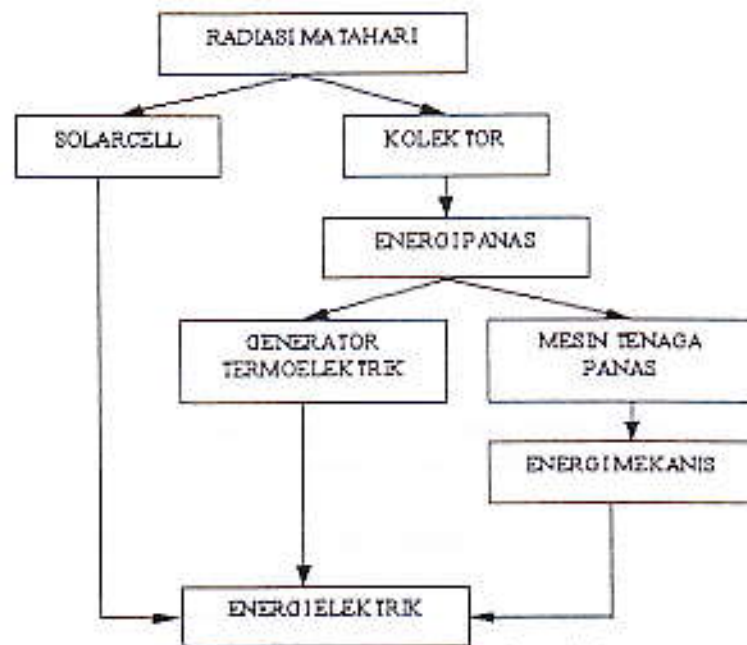 RADIASI MATAHARI
SOLARCELL
KOLEKTOR
ENERGI PANAS
GENERATOR
TERMOELEKTRIK
MESIN TENAGA
PANAS
ENERGI MEKANIS
ENERGI ELEKTRIK